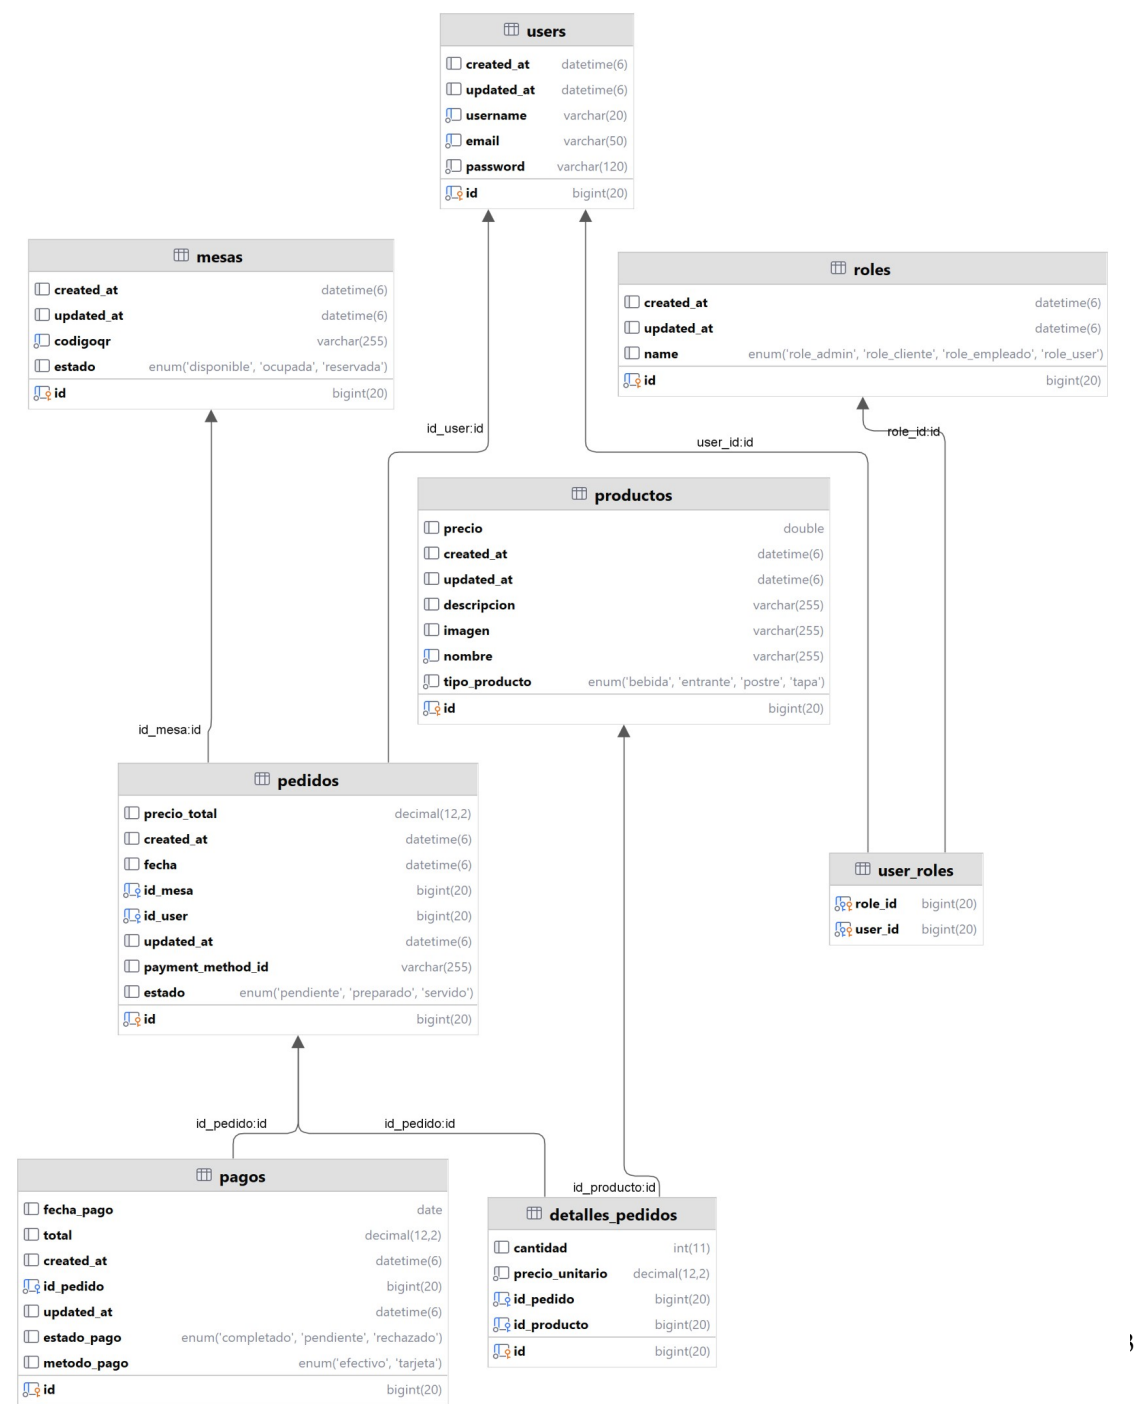 users
created_at datetime(6)
updated_at datetime(6)
username varchar(20)
email varchar(50)
password varchar(120)
id bigint(20)
mesas
created_at datetime(6)
updated_at datetime(6)
codigoqr varchar(255)
estado enum('disponible', 'ocupada', 'reservada')
id bigint(20)
roles
created_at datetime(6)
updated_at datetime(6)
name enum('role_admin', 'role_cliente', 'role_empleado', 'role_user')
id bigint(20)
id_user:id
user_id:id
role_id:id
productos
precio double
created_at datetime(6)
updated_at datetime(6)
descripcion varchar(255)
imagen varchar(255)
nombre varchar(255)
tipo_producto enum('bebida', 'entrante', 'postre', 'tapa')
id bigint(20)
id_mesa:id
pedidos
precio_total decimal(12,2)
created_at datetime(6)
fecha datetime(6)
id_mesa bigint(20)
id_user bigint(20)
updated_at datetime(6)
payment_method_id varchar(255)
estado enum('pendiente', 'preparado', 'servido')
id bigint(20)
user_roles
role_id bigint(20)
user_id bigint(20)
id_pedido:id
id_pedido:id
id_producto:id
pagos
fecha_pago date
total decimal(12,2)
created_at datetime(6)
id_pedido bigint(20)
updated_at datetime(6)
estado_pago enum('completado', 'pendiente', 'rechazado')
metodo_pago enum('efectivo', 'tarjeta')
id bigint(20)
detalles_pedidos
cantidad int(11)
precio_unitario decimal(12,2)
id_pedido bigint(20)
id_producto bigint(20)
id bigint(20)